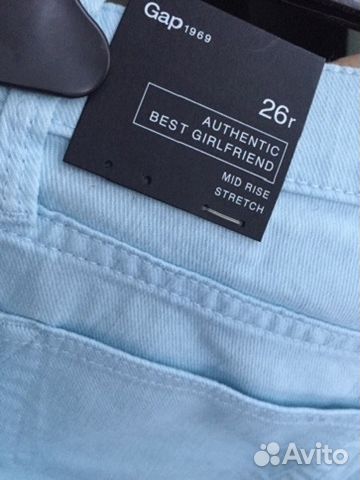 Gap 1969
26r
AUTHENTIC
BEST GIRLFRIEND
MID RISE
STRETCH
Avito